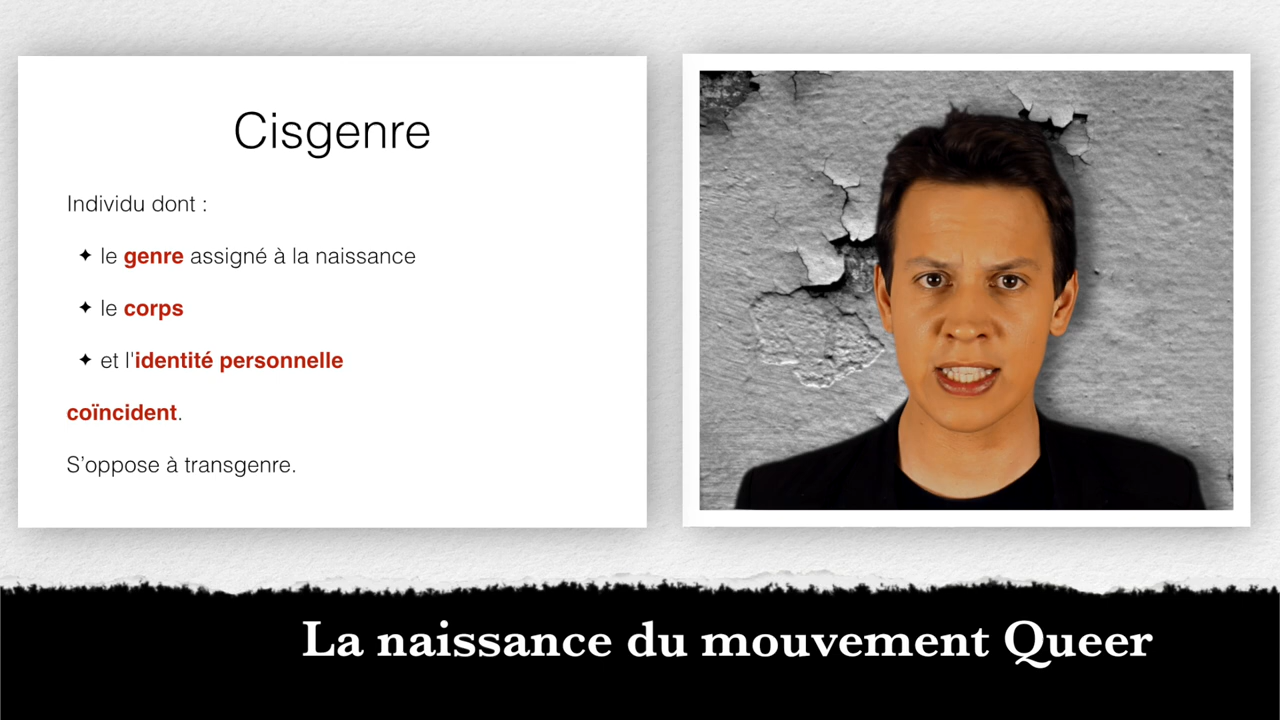 Cisgenre
Individu dont :
✦ le genre assigné à la naissance
✦ le corps
✦ et l'identité personnelle
coïncident.
S’oppose à transgenre.
La naissance du mouvement Queer